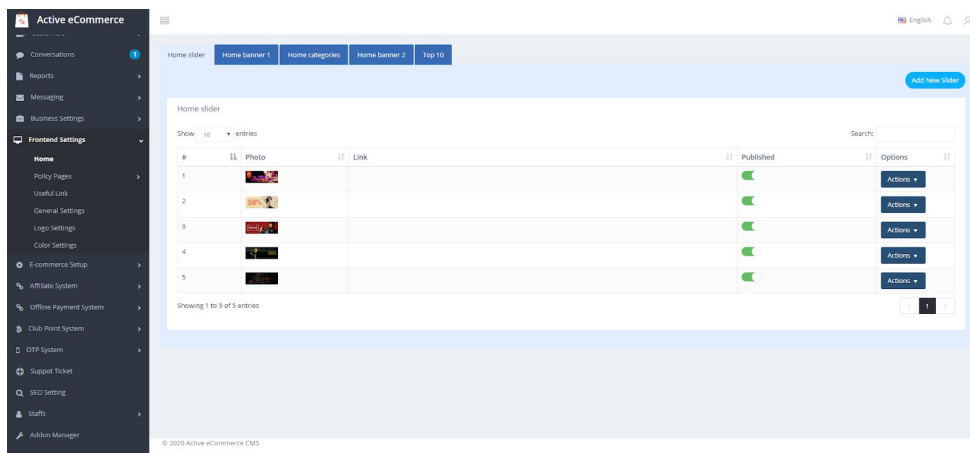 Active eCommerce
English
Conversations 1
Reports
Messaging
Business Settings
Frontend Settings
Home
Policy Pages
Useful Link
General Settings
Logo Settings
Color Settings
E-commerce Setup
Affiliate System
Offline Payment System
Club Point System
OTP System
Suppot Ticket
SEO Setting
Staffs
Addon Manager
Home slider Home banner 1 Home categories Home banner 2 Top 10
Add New Slider
Home slider
Show 10 entries Search:
# Photo Link Published Options
1 Actions
2 50% Actions
3 Actions
4 Actions
5 Actions
Showing 1 to 5 of 5 entries
1
© 2020 Active eCommerce CMS